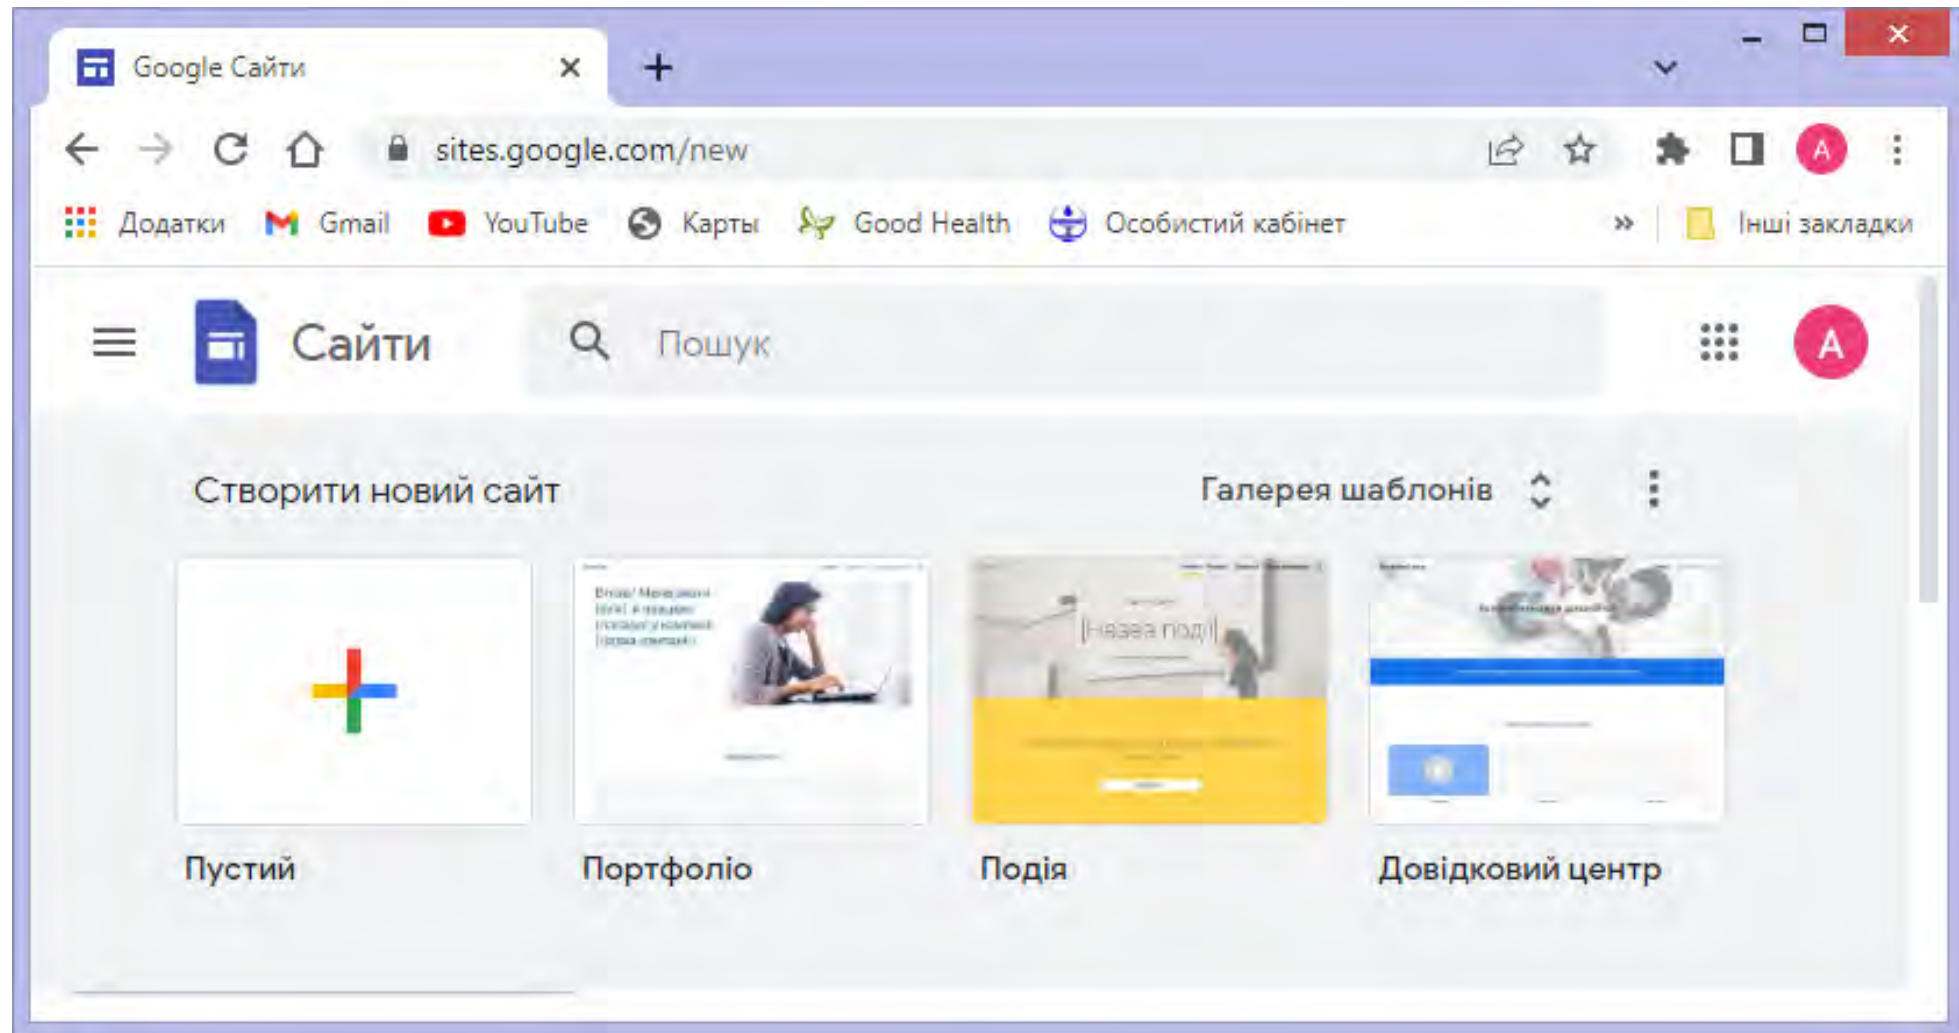 Google Сайти
sites.google.com/new
A
Додатки Gmail YouTube Карты Good Health Особистий кабінет » Інші закладки
Сайти Пошук A
Створити новий сайт Галерея шаблонів
[Назва події]
Пустий Портфоліо Подія Довідковий центр